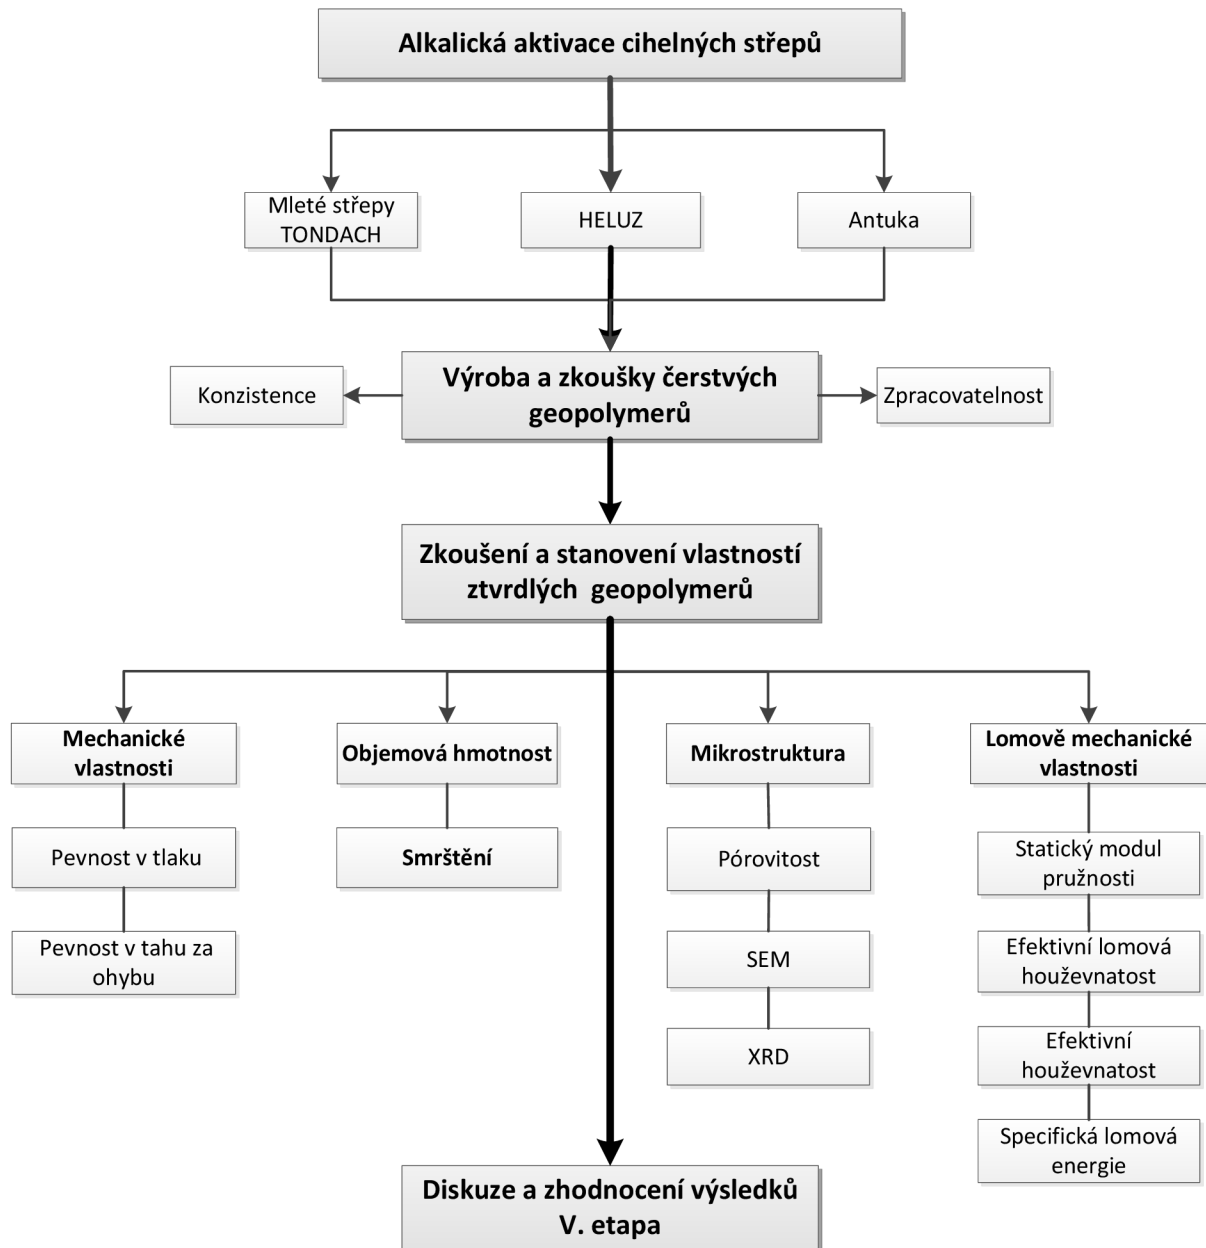 Alkalická aktivace cihelných střepů
Mleté střepy
TONDACH
HELUZ
Antuka
Výroba a zkoušky čerstvých
geopolymerů
Konzistence
Zpracovatelnost
Zkoušení a stanovení vlastností
ztvrdlých geopolymerů
Mechanické
vlastnosti
Pevnost v tlaku
Pevnost v tahu za
ohybu
Objemová hmotnost
Smrštění
Mikrostruktura
Pórovitost
SEM
XRD
Lomově mechanické
vlastnosti
Statický modul
pružnosti
Efektivní lomová
houževnatost
Efektivní
houževnatost
Specifická lomová
energie
Diskuze a zhodnocení výsledků
V. etapa